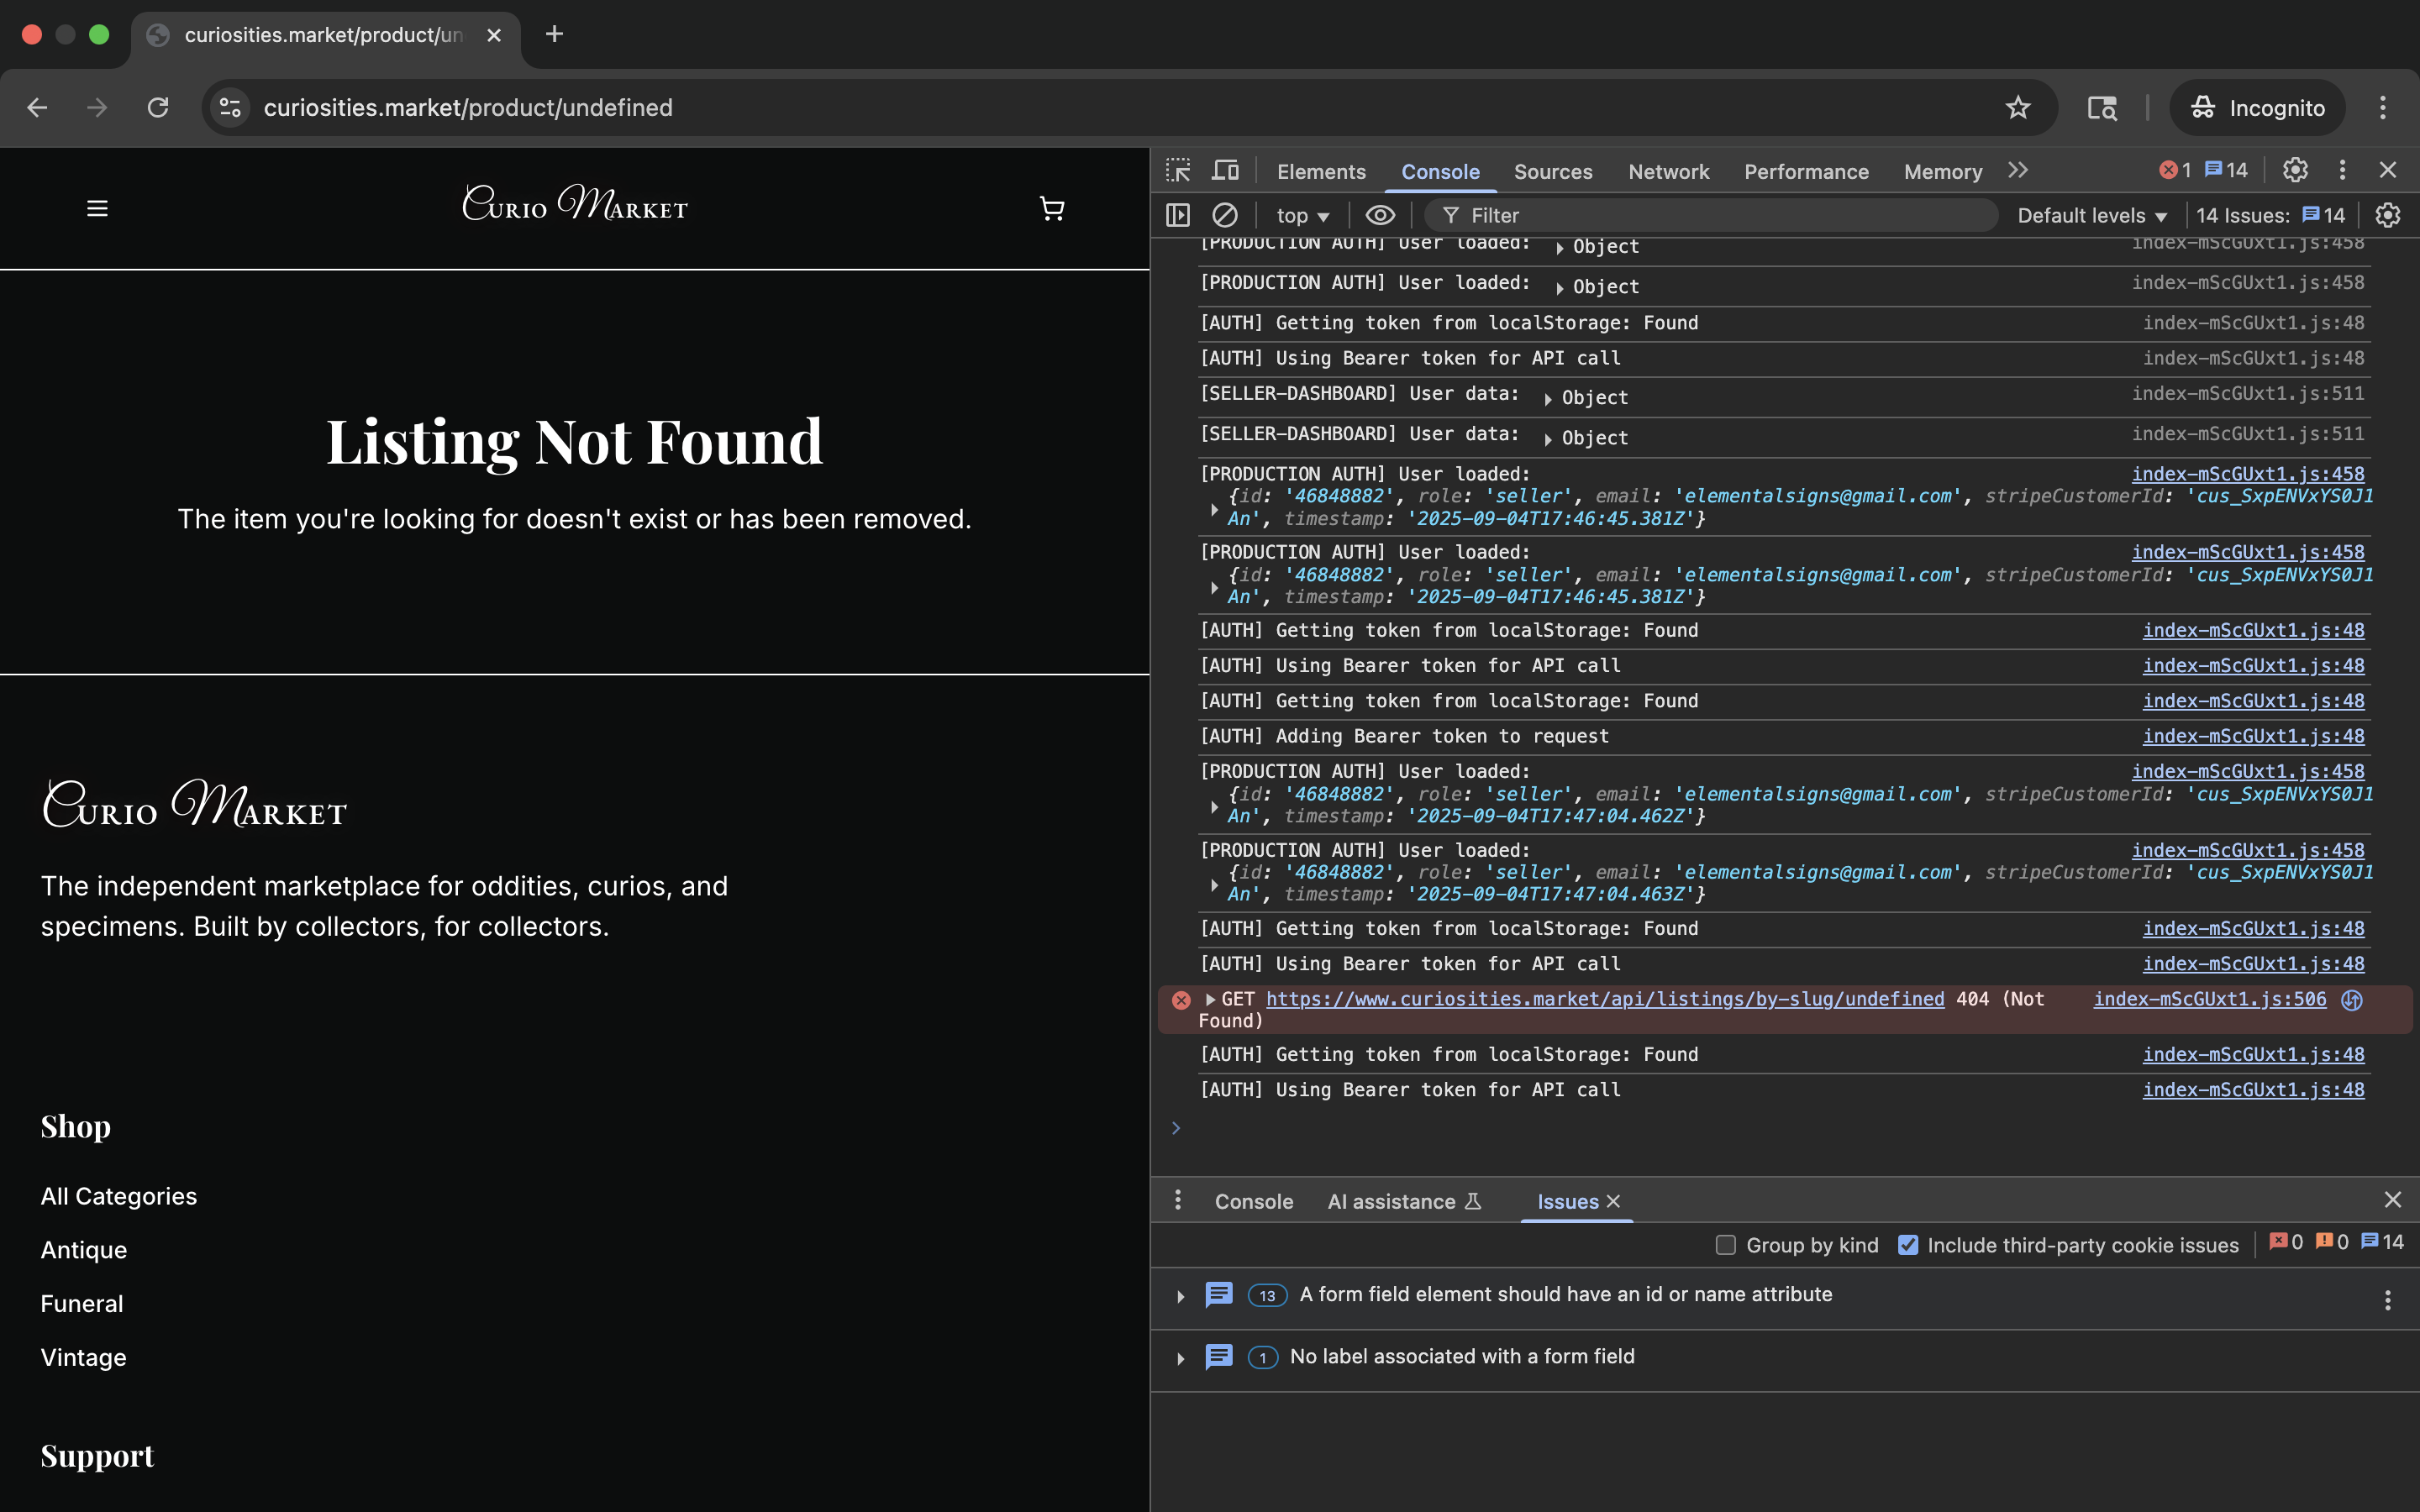 curiosities.market/product/un
curiosities.market/product/undefined
Incognito
CURIO MARKET
Listing Not Found
The item you're looking for doesn't exist or has been removed.
CURIO MARKET
The independent marketplace for oddities, curios, and
specimens. Built by collectors, for collectors.
Shop
All Categories
Antique
Funeral
Vintage
Support
Elements Console Sources Network Performance Memory 1 14
top Filter Default levels 14 Issues: 14
[PRODUCTION AUTH] User loaded: Object index-mScGUxt1.js:458
[PRODUCTION AUTH] User loaded: Object index-mScGUxt1.js:458
[AUTH] Getting token from localStorage: Found index-mScGUxt1.js:48
[AUTH] Using Bearer token for API call index-mScGUxt1.js:48
[SELLER-DASHBOARD] User data: Object index-mScGUxt1.js:511
[SELLER-DASHBOARD] User data: Object index-mScGUxt1.js:511
[PRODUCTION AUTH] User loaded: index-mScGUxt1.js:458
{id: '46848882', role: 'seller', email: 'elementalsigns@gmail.com', stripeCustomerId: 'cus_SxpENVxYS0J1
An', timestamp: '2025-09-04T17:46:45.381Z'}
[PRODUCTION AUTH] User loaded: index-mScGUxt1.js:458
{id: '46848882', role: 'seller', email: 'elementalsigns@gmail.com', stripeCustomerId: 'cus_SxpENVxYS0J1
An', timestamp: '2025-09-04T17:46:45.381Z'}
[AUTH] Getting token from localStorage: Found index-mScGUxt1.js:48
[AUTH] Using Bearer token for API call index-mScGUxt1.js:48
[AUTH] Getting token from localStorage: Found index-mScGUxt1.js:48
[AUTH] Adding Bearer token to request index-mScGUxt1.js:48
[PRODUCTION AUTH] User loaded: index-mScGUxt1.js:458
{id: '46848882', role: 'seller', email: 'elementalsigns@gmail.com', stripeCustomerId: 'cus_SxpENVxYS0J1
An', timestamp: '2025-09-04T17:47:04.462Z'}
[PRODUCTION AUTH] User loaded: index-mScGUxt1.js:458
{id: '46848882', role: 'seller', email: 'elementalsigns@gmail.com', stripeCustomerId: 'cus_SxpENVxYS0J1
An', timestamp: '2025-09-04T17:47:04.463Z'}
[AUTH] Getting token from localStorage: Found index-mScGUxt1.js:48
[AUTH] Using Bearer token for API call index-mScGUxt1.js:48
GET https://www.curiosities.market/api/listings/by-slug/undefined 404 (Not index-mScGUxt1.js:506
Found)
[AUTH] Getting token from localStorage: Found index-mScGUxt1.js:48
[AUTH] Using Bearer token for API call index-mScGUxt1.js:48
Console AI assistance Issues
Group by kind Include third-party cookie issues 0 0 14
13 A form field element should have an id or name attribute
1 No label associated with a form field